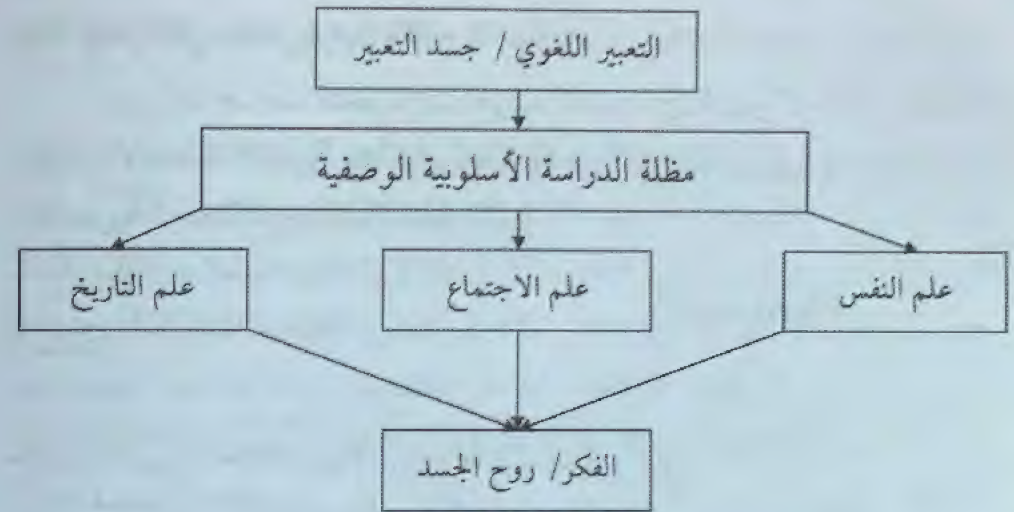 التعبير اللغوي / جسد التعبير
مظلة الدراسة الأسلوبية الوصفية
علم النفس
علم الاجتماع
علم التاريخ
الفكر/ روح الجسد